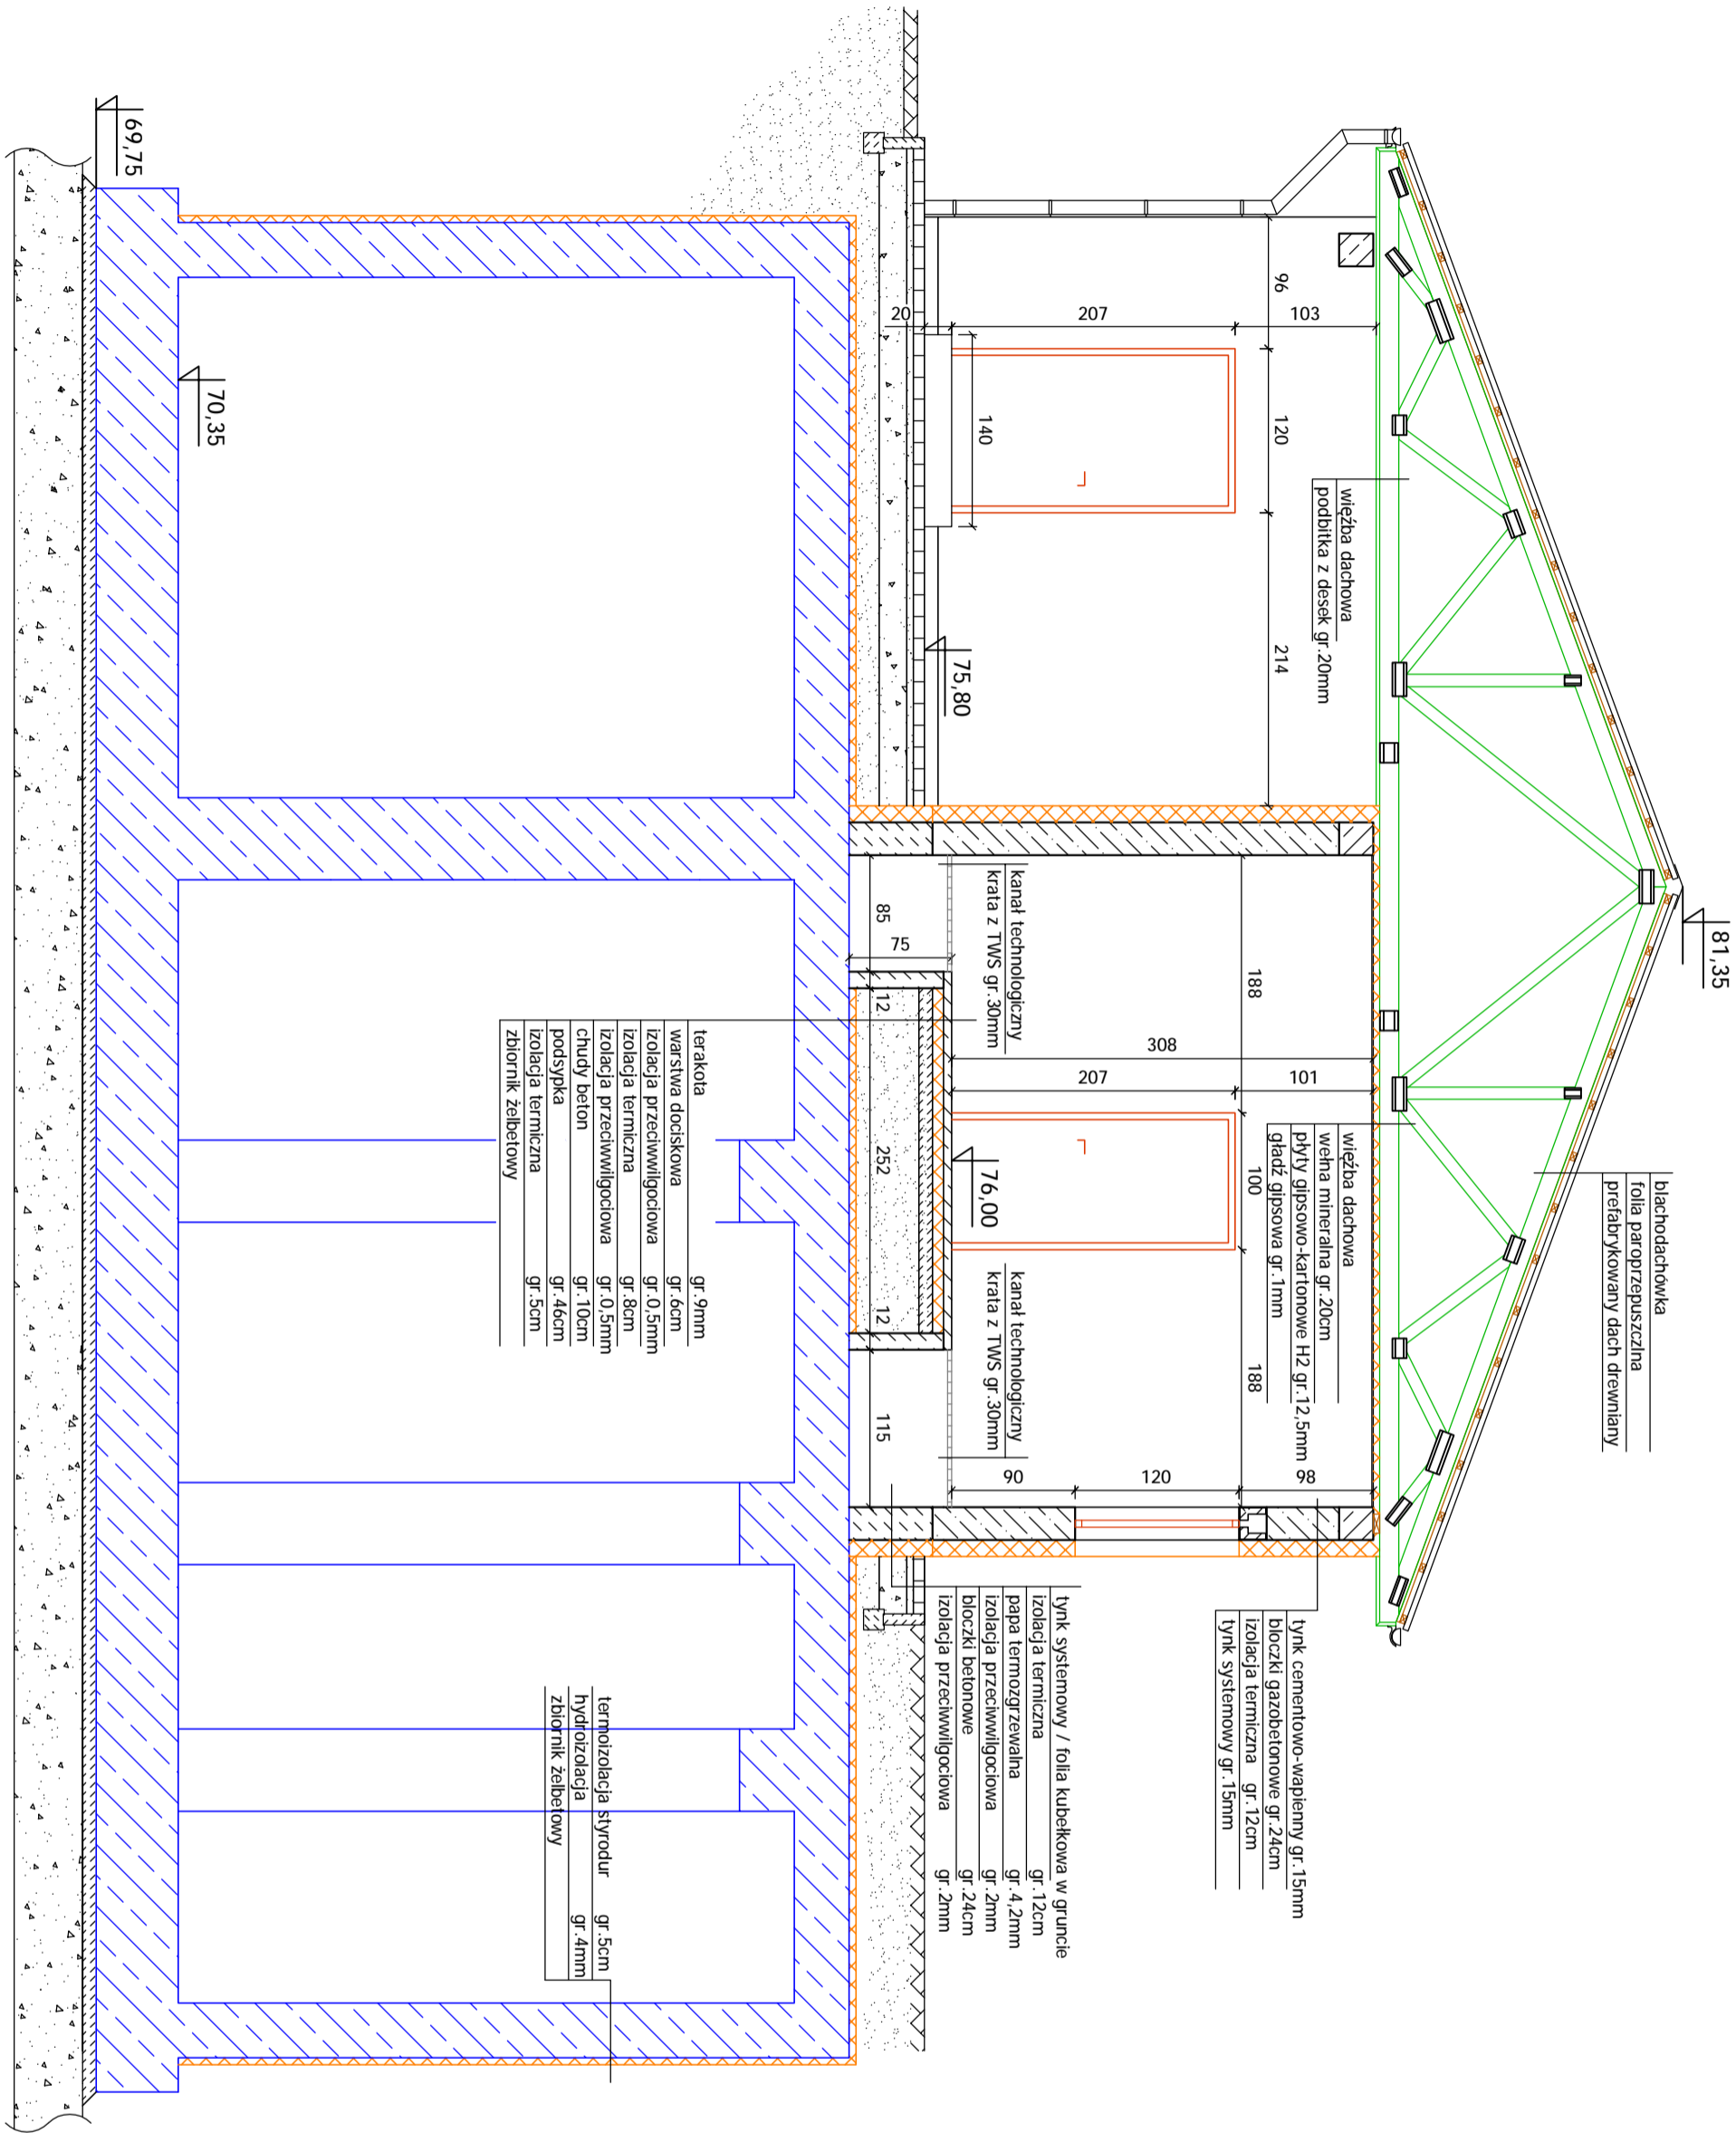 81,35
blachodachówka
folia paroprzepuszczlna
prefabrykowany dach drewniany
więźba dachowa
podbitka z desek gr.20mm
więźba dachowa
wełna mineralna gr.20cm
płyty gipsowo-kartonowe H2 gr.12,5mm
gładź gipsowa gr.1mm
96
120
214
103
207
20
140
75,80
188
100
188
308
207
101
98
120
90
76,00
kanał technologiczny
krata z TWS gr.30mm
kanał technologiczny
krata z TWS gr.30mm
85
75
12
252
12
115
tynk cementowo-wapienny gr.15mm
bloczki gazobetonowe gr.24cm
izolacja termiczna gr.12cm
tynk systemowy gr.15mm
tynk systemowy / folia kubełkowa w gruncie
izolacja termiczna gr.12cm
papa termozgrzewalna gr.4,2mm
izolacja przeciwwilgociowa gr.2mm
bloczki betonowe gr.24cm
izolacja przeciwwilgociowa gr.2mm
terakota gr.9mm
warstwa dociskowa gr.6cm
izolacja przeciwwilgociowa gr.0,5mm
izolacja termiczna gr.8cm
izolacja przeciwwilgociowa gr.0,5mm
chudy beton gr.10cm
podsypka gr.46cm
izolacja termiczna gr.5cm
zbiornik żelbetowy
termoizolacja styrodur gr.5cm
hydroizolacja gr.4mm
zbiornik żelbetowy
70,35
69,75